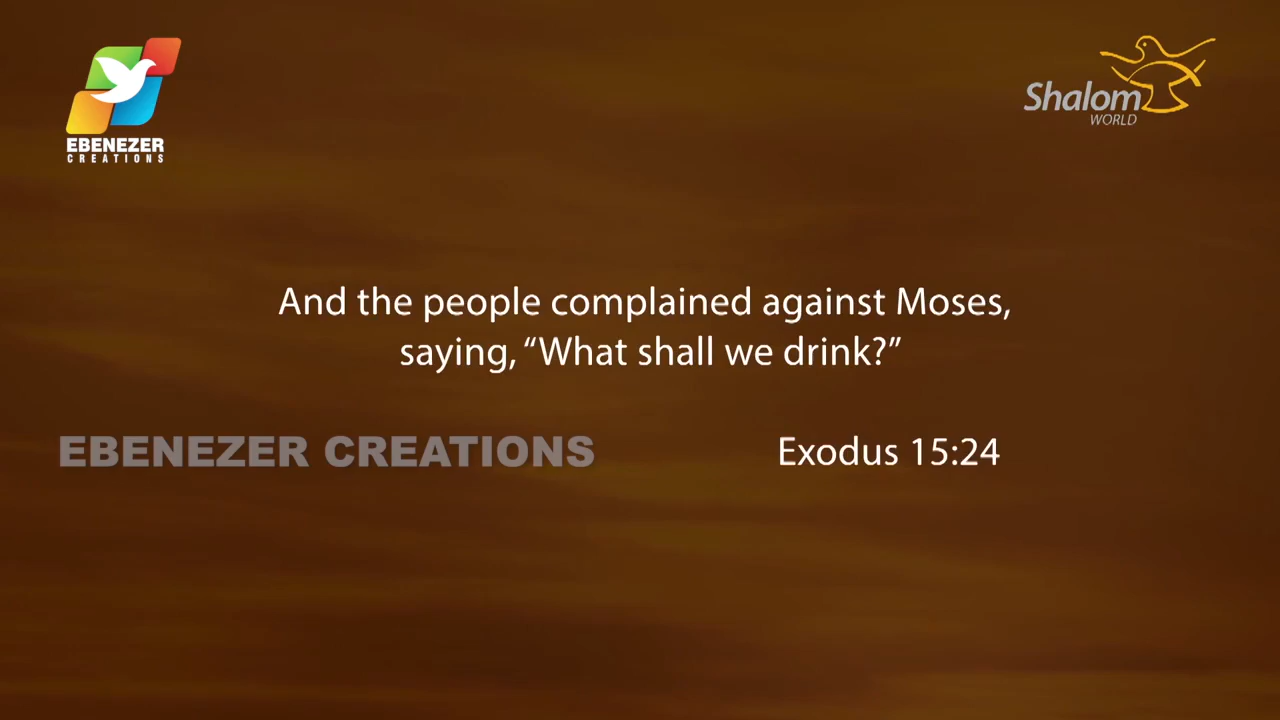 EBENEZER
CREATIONS
Shalom
WORLD
And the people complained against Moses,
saying, “What shall we drink?”
EBENEZER CREATIONS
Exodus 15:24